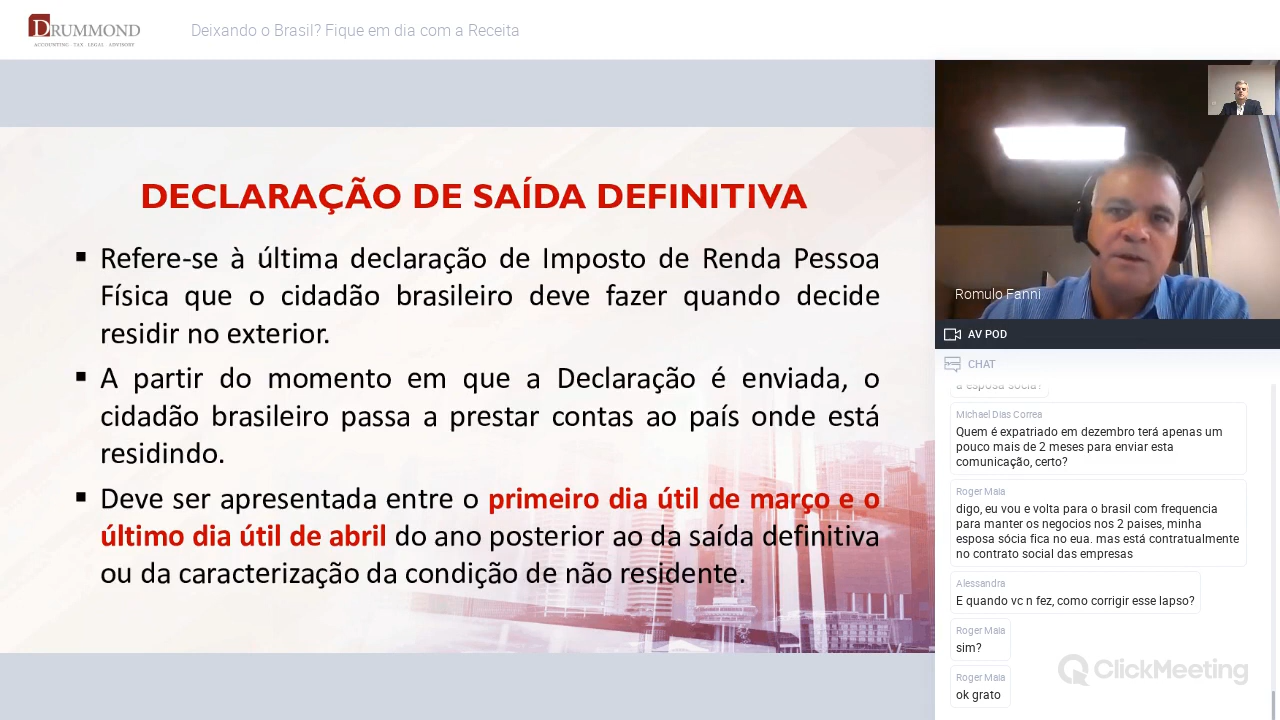 DRUMMOND
ACCOUNTING TAX LEGAL ADVISORY
Deixando o Brasil? Fique em dia com a Receita
DECLARAÇÃO DE SAÍDA DEFINITIVA
▪ Refere-se à última declaração de Imposto de Renda Pessoa
Física que o cidadão brasileiro deve fazer quando decide
residir no exterior.
▪ A partir do momento em que a Declaração é enviada, o
cidadão brasileiro passa a prestar contas ao país onde está
residindo.
▪ Deve ser apresentada entre o primeiro dia útil de março e o
último dia útil de abril do ano posterior ao da saída definitiva
ou da caracterização da condição de não residente.
Romulo Fanni
AV POD
CHAT
a esposa socia?
Michael Dias Correa
Quem é expatriado em dezembro terá apenas um
pouco mais de 2 meses para enviar esta
comunicação, certo?
Roger Maia
digo, eu vou e volta para o brasil com frequencia
para manter os negocios nos 2 paises, minha
esposa sócia fica no eua. mas está contratualmente
no contrato social das empresas
Alessandra
E quando vc n fez, como corrigir esse lapso?
Roger Maia
sim?
Roger Maia
ok grato
ClickMeeting